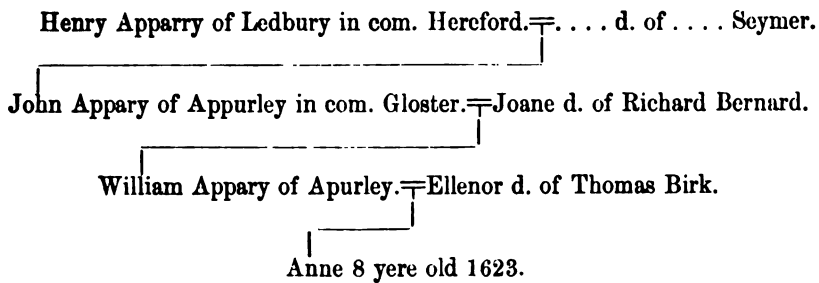 Henry Apparry of Ledbury in com. Hereford.=. . . . d. of . . . . Seymer.
John Appary of Appurley in com. Gloster.=Joane d. of Richard Bernard.
William Appary of Apurley.=Ellenor d. of Thomas Birk.
Anne 8 yere old 1623.